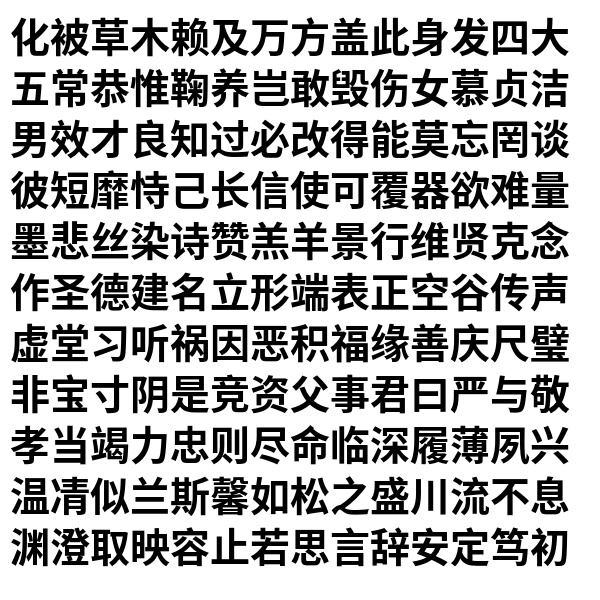 化被草木赖及万方盖此身发四大
五常恭惟鞠养岂敢毁伤女慕贞洁
男效才良知过必改得能莫忘罔谈
彼短靡恃己长信使可覆器欲难量
墨悲丝染诗赞羔羊景行维贤克念
作圣德建名立形端表正空谷传声
虚堂习听祸因恶积福缘善庆尺璧
非宝寸阴是竞资父事君曰严与敬
孝当竭力忠则尽命临深履薄夙兴
温凊似兰斯馨如松之盛川流不息
渊澄取映容止若思言辞安定笃初